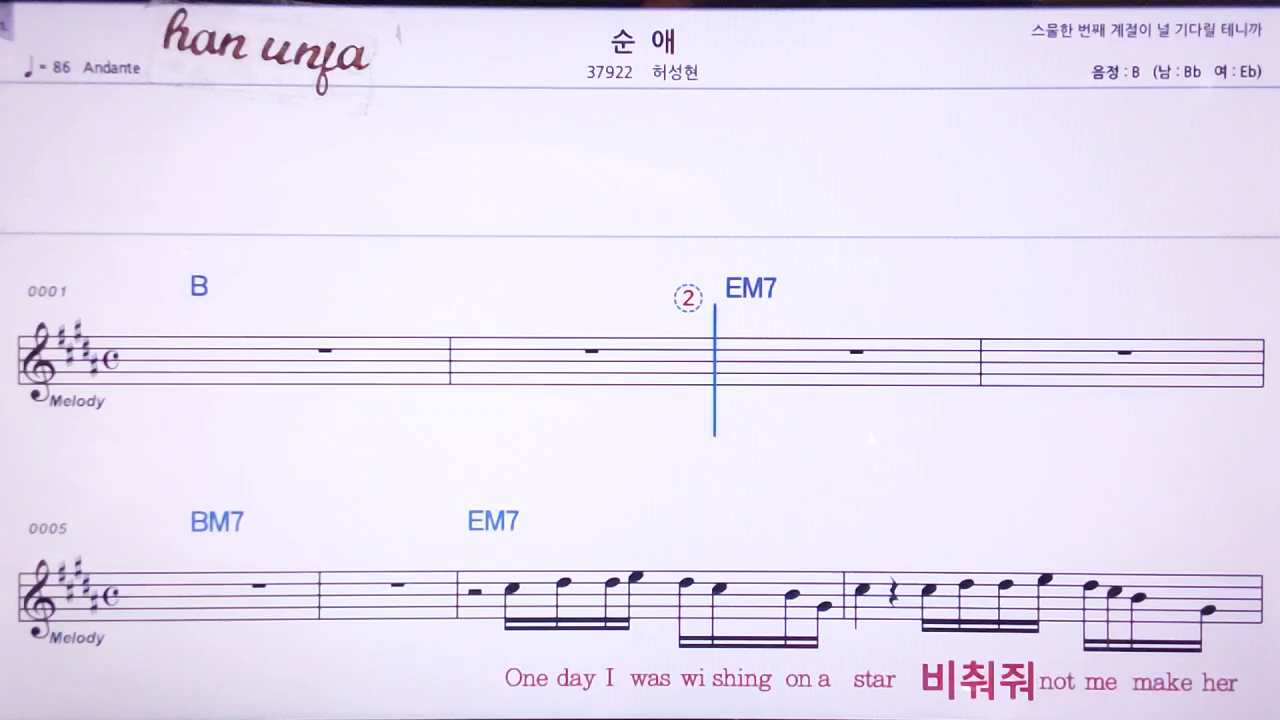 han unja
순 애
스물한 번째 계절이 널 기다릴 테니까
♩ = 86 Andante
37922 허성현
음정 : B (남 : Bb 여 : Eb)
0001
B
② EM7
Melody
0005
BM7 EM7
Melody
One day I was wi shing on a star 비춰줘 not me make her